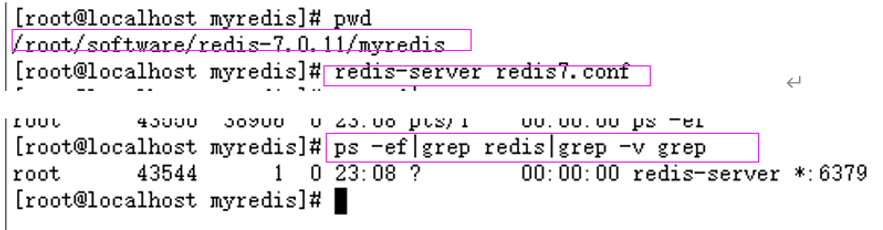 [root@localhost myredis]# pwd
/root/software/redis-7.0.11/myredis
[root@localhost myredis]# redis-server redis7.conf
[root@localhost myredis]# ps -ef|grep redis|grep -v grep
root 43544 1 0 23:08 ? 00:00:00 redis-server *:6379
[root@localhost myredis]#